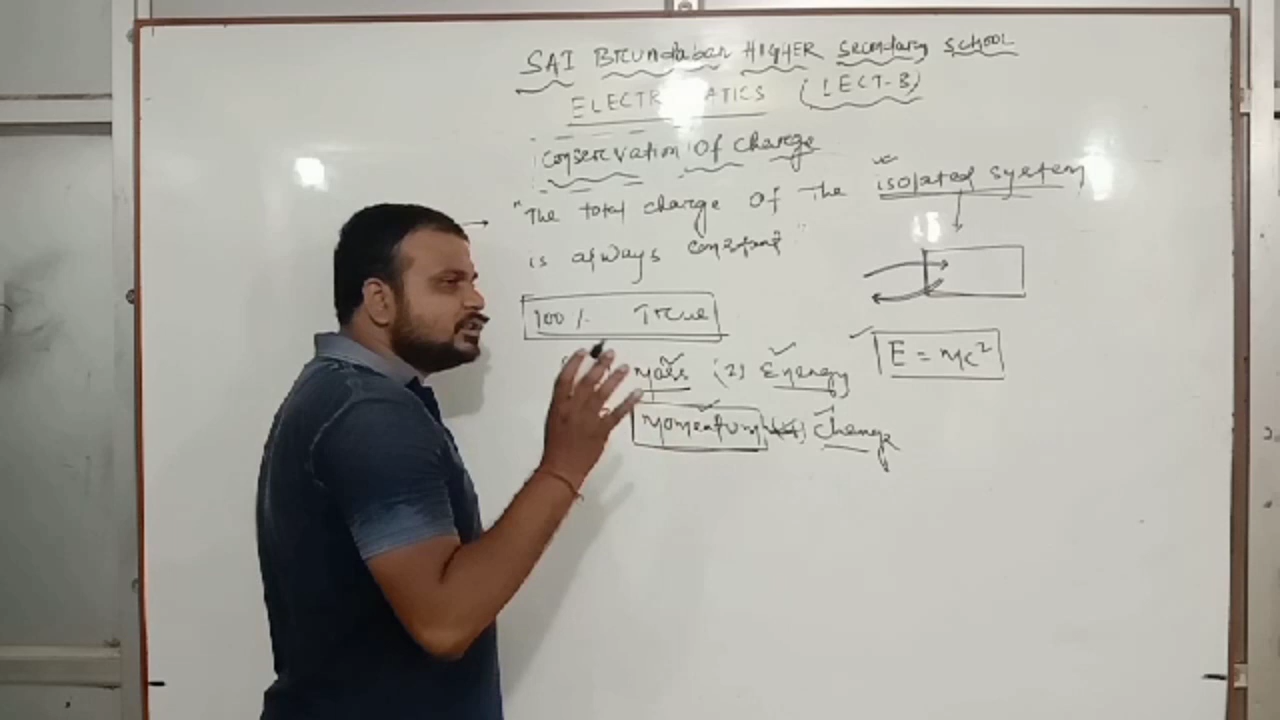 SAI Brundaban HIGHER Secondary SCHOOL
ELECTR ATICS (LECT-3)
Conservation Of Charge
"The total charge of The isolated system
is always constant"
100 % True
Mass (2) Energy E = mc²
Momentum (4) Charge